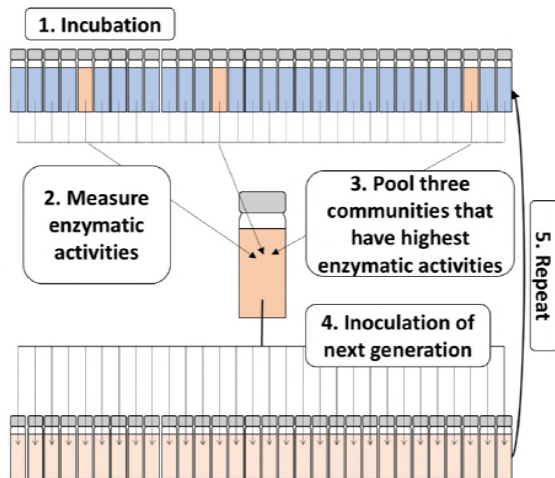 1. Incubation
2. Measure
enzymatic
activities
3. Pool three
communities that
have highest
enzymatic activities
4. Inoculation of
next generation
5. Repeat